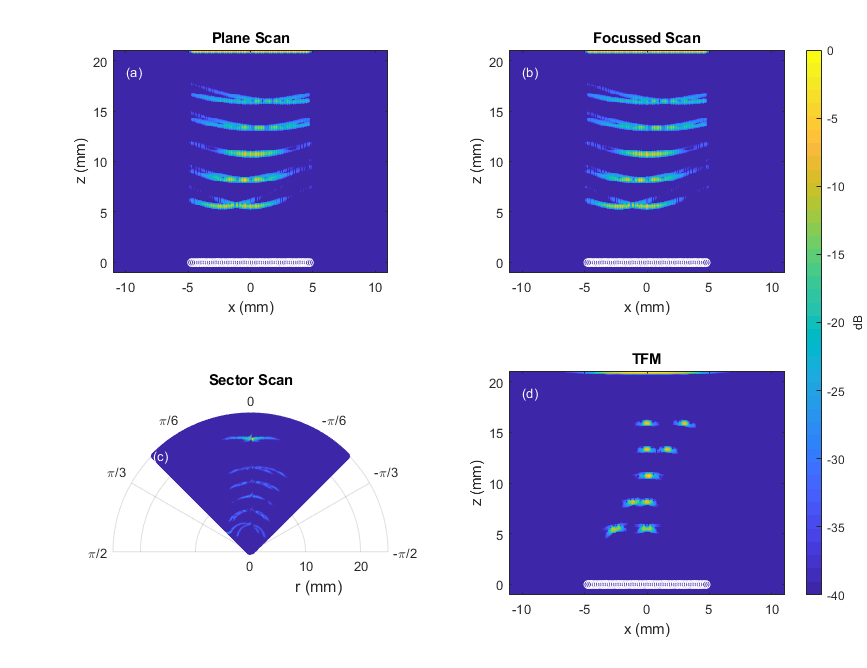 Plane Scan
(a)
20
15
10
5
0
z (mm)
-10
-5
0
5
10
x (mm)
Focussed Scan
(b)
20
15
10
5
0
z (mm)
-10
-5
0
5
10
x (mm)
0
-5
-10
-15
-20
-25
-30
-35
-40
dB
Sector Scan
0
π/6
-π/6
(c)
π/3
-π/3
π/2
-π/2
0
10
20
r (mm)
TFM
(d)
20
15
10
5
0
z (mm)
-10
-5
0
5
10
x (mm)